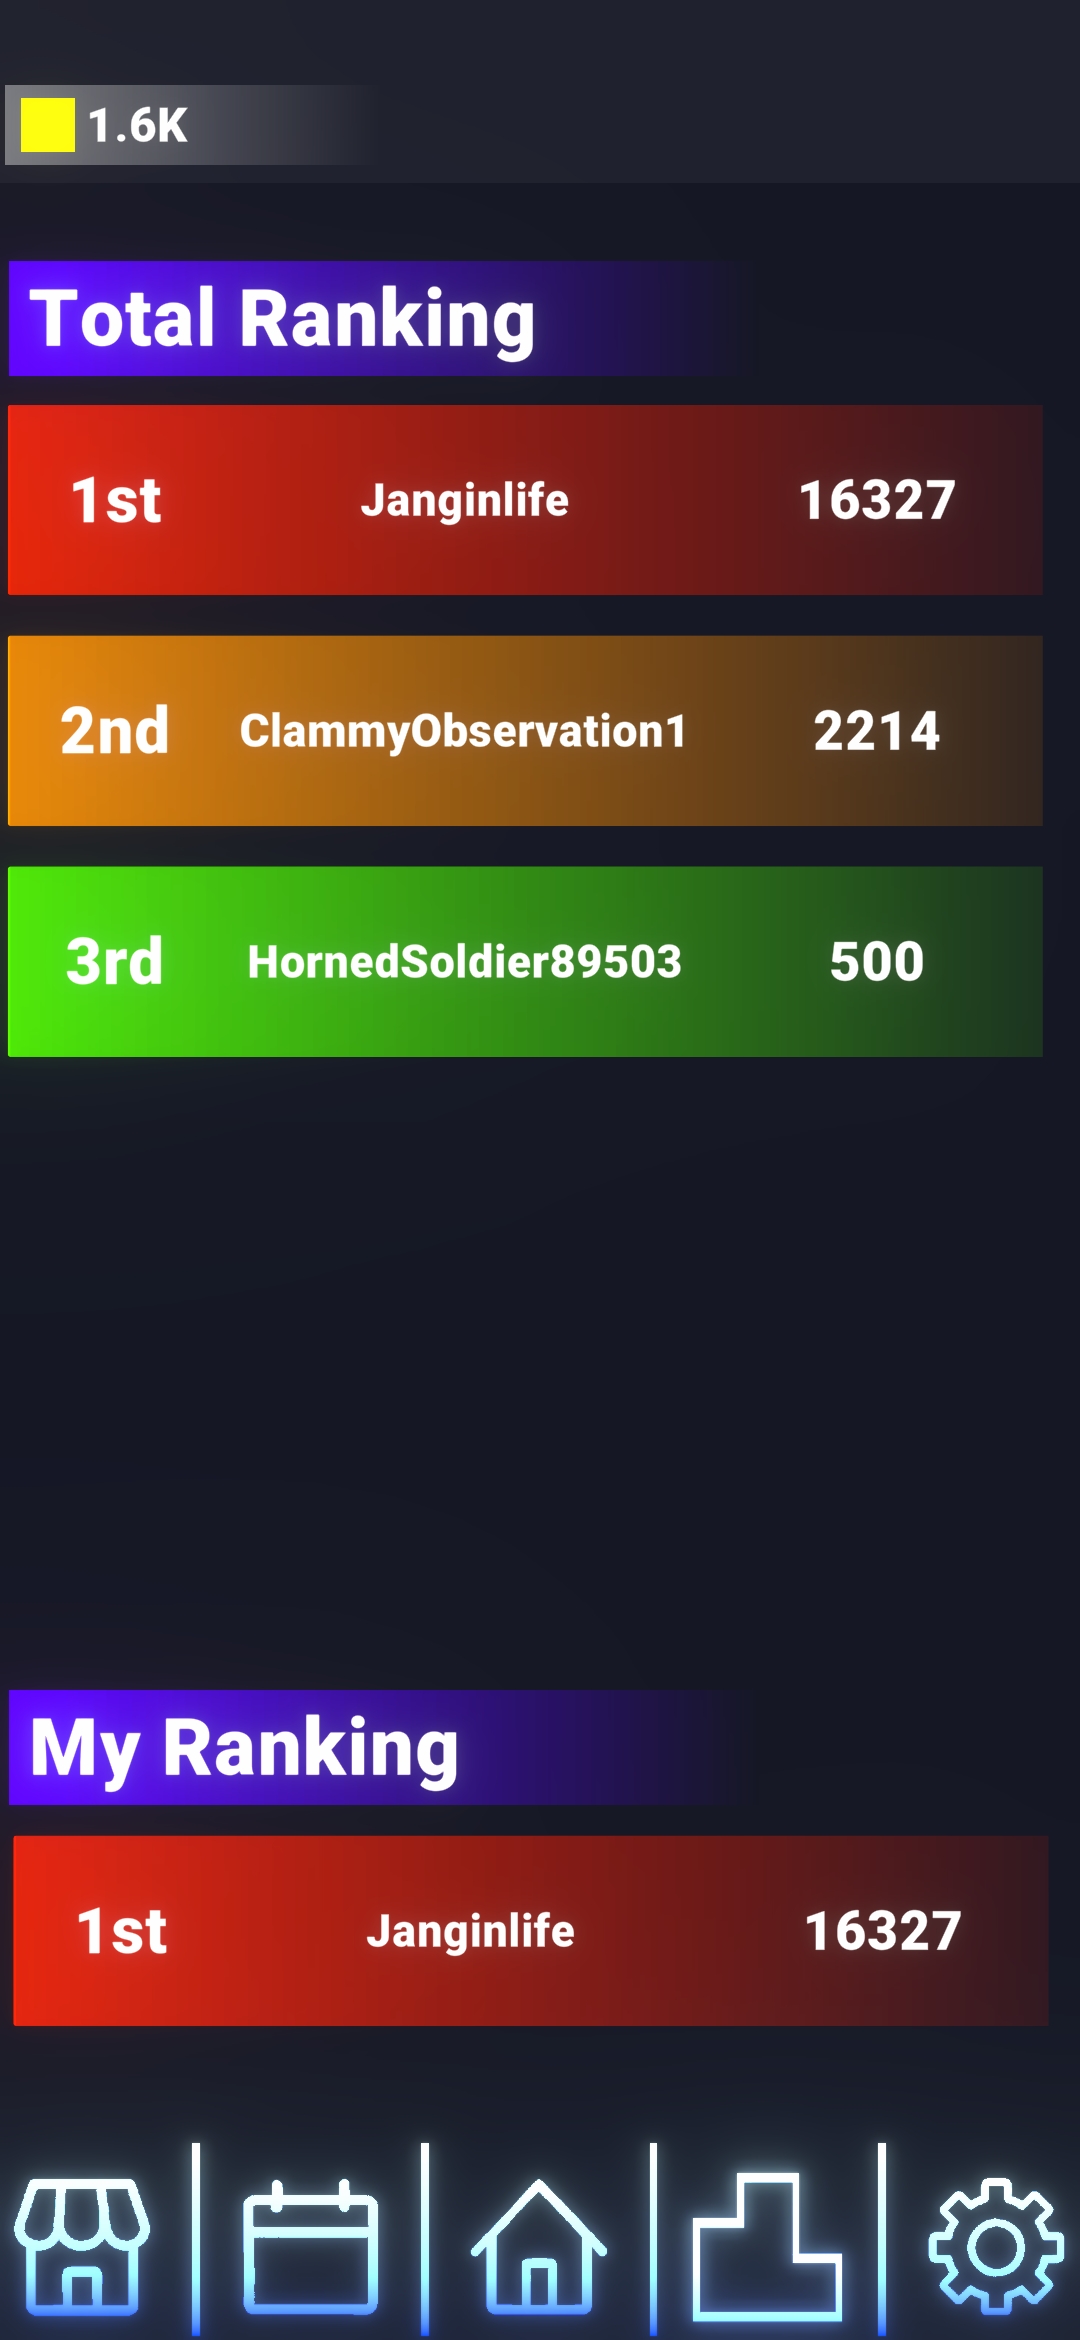 1.6K
Total Ranking
1st Janginlife 16327
2nd ClammyObservation1 2214
3rd HornedSoldier89503 500
My Ranking
1st Janginlife 16327